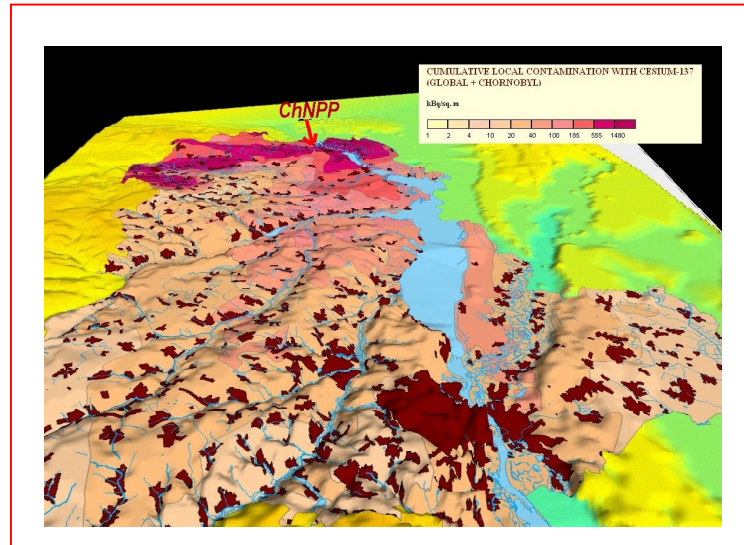 CUMULATIVE LOCAL CONTAMINATION WITH CESIUM-137
(GLOBAL + CHORNOBYL)
kBq/sq. m
1 2 4 10 20 40 100 185 555 1480
ChNPP